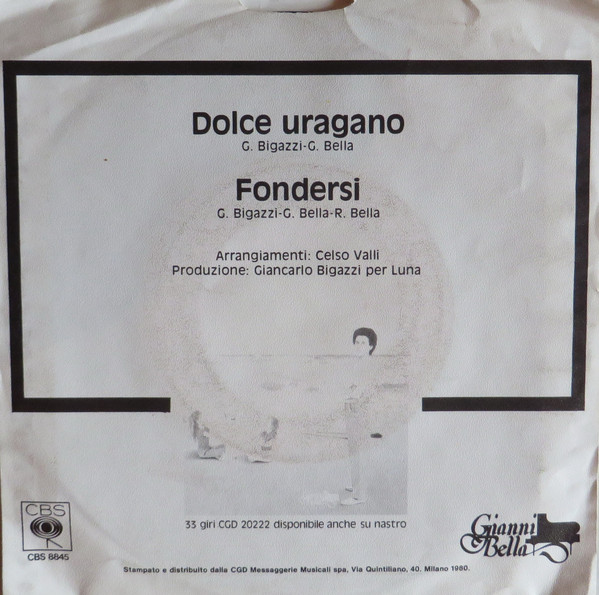 Dolce uragano
G. Bigazzi-G. Bella
Fondersi
G. Bigazzi-G. Bella-R. Bella
Arrangiamenti: Celso Valli
Produzione: Giancarlo Bigazzi per Luna
33 giri CGD 20222 disponibile anche su nastro
CBS
CBS 8845
Gianni
Bella
Stampato e distribuito dalla CGD Messaggerie Musicali spa, Via Quintiliano, 40, Milano 1980.